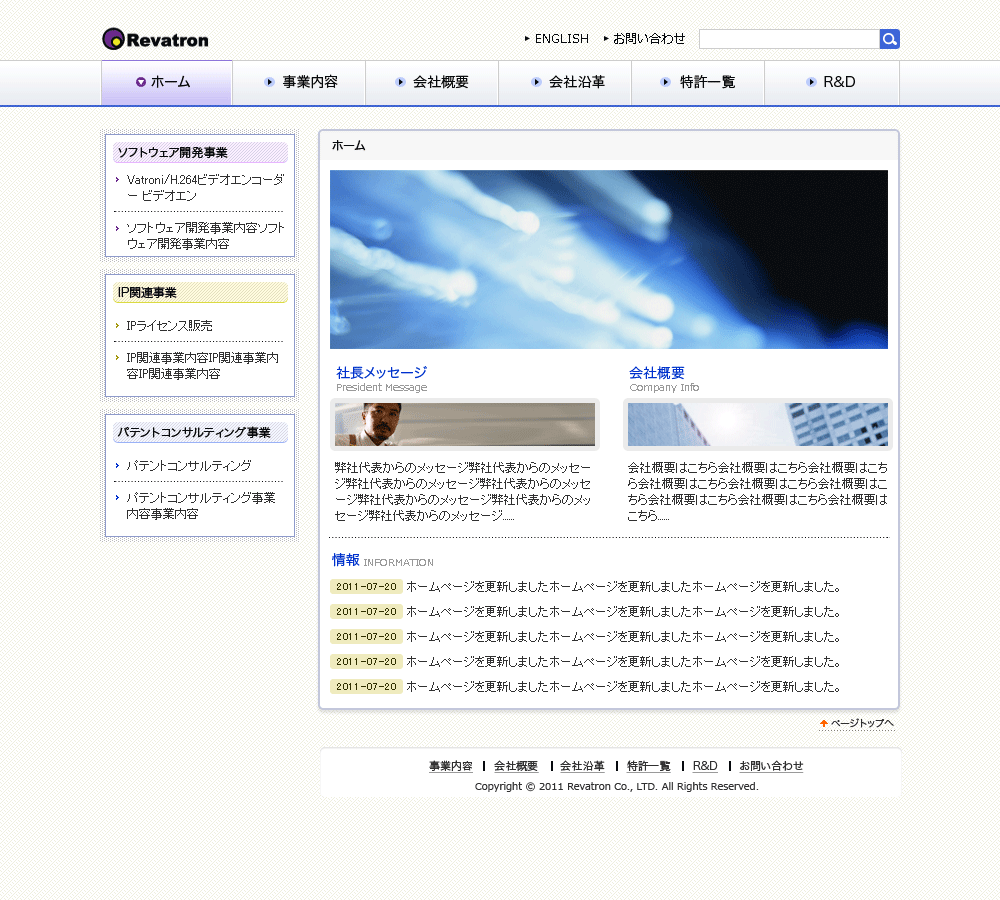 Revatron
ENGLISH お問い合わせ
ホーム 事業内容 会社概要 会社沿革 特許一覧 R&D
ソフトウェア開発事業
Vatroni/H.264ビデオエンコーダ
ー ビデオエン
ソフトウェア開発事業内容ソフト
ウェア開発事業内容
IP関連事業
IPライセンス販売
IP関連事業内容IP関連事業内
容IP関連事業内容
パテントコンサルティング事業
パテントコンサルティング
パテントコンサルティング事業
内容事業内容
ホーム
社長メッセージ
President Message
弊社代表からのメッセージ弊社代表からのメッセー
ジ弊社代表からのメッセージ弊社代表からのメッセ
ージ弊社代表からのメッセージ弊社代表からのメッ
セージ弊社代表からのメッセージ......
会社概要
Company Info
会社概要はこちら会社概要はこちら会社概要はこち
ら会社概要はこちら会社概要はこちら会社概要はこ
ちら会社概要はこちら会社概要はこちら会社概要は
こちら......
情報 INFORMATION
2011-07-20 ホームページを更新しましたホームページを更新しましたホームページを更新しました。
2011-07-20 ホームページを更新しましたホームページを更新しましたホームページを更新しました。
2011-07-20 ホームページを更新しましたホームページを更新しましたホームページを更新しました。
2011-07-20 ホームページを更新しましたホームページを更新しましたホームページを更新しました。
2011-07-20 ホームページを更新しましたホームページを更新しましたホームページを更新しました。
ページトップへ
事業内容 | 会社概要 | 会社沿革 | 特許一覧 | R&D | お問い合わせ
Copyright © 2011 Revatron Co., LTD. All Rights Reserved.